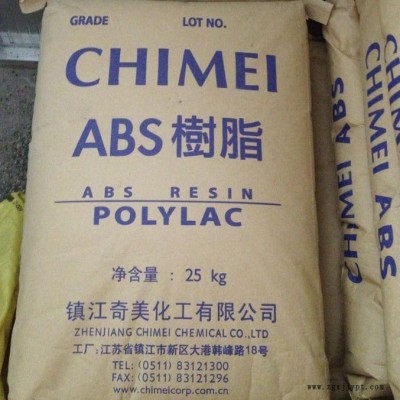 GRADE LOT NO.
CHIMEI
ABS樹脂
ABS RESIN
POLYLAC
净含量：25 kg
镇江奇美化工有限公司
ZHENJIANG CHIMEI CHEMICAL CO.,LTD
工厂:江苏省镇江市新区大港韩峰路18号
TEL: (0511) 83121300
FAX: (0511) 83121296
www.chimeicorp.com.cn
CHIMEI ABS
CHIMEI ABS